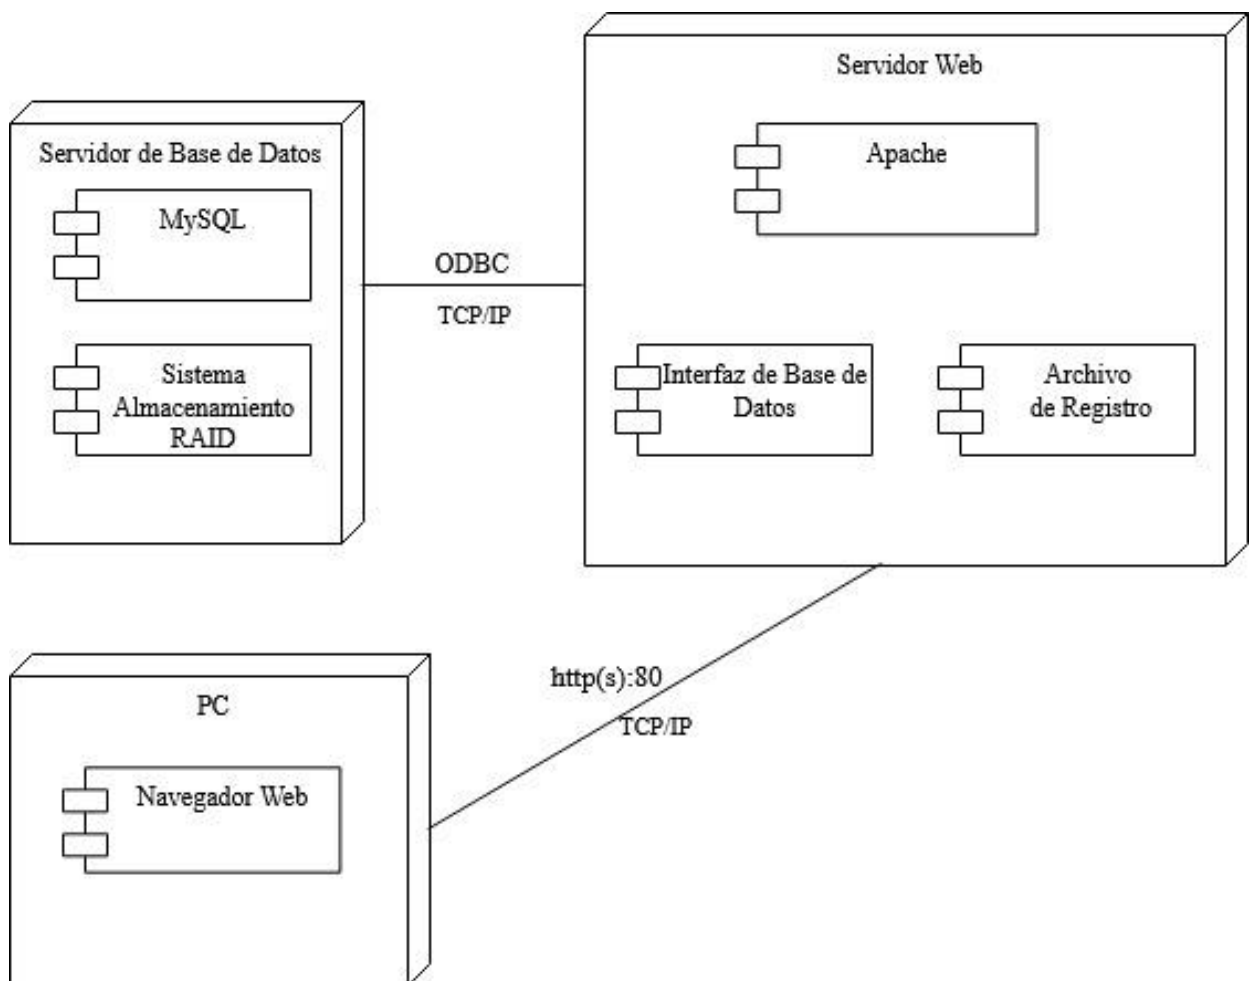 Servidor Web
Apache
Servidor de Base de Datos
MySQL
ODBC
TCP/IP
Sistema
Almacenamiento
RAID
Interfaz de Base de
Datos
Archivo
de Registro
http(s):80
TCP/IP
PC
Navegador Web